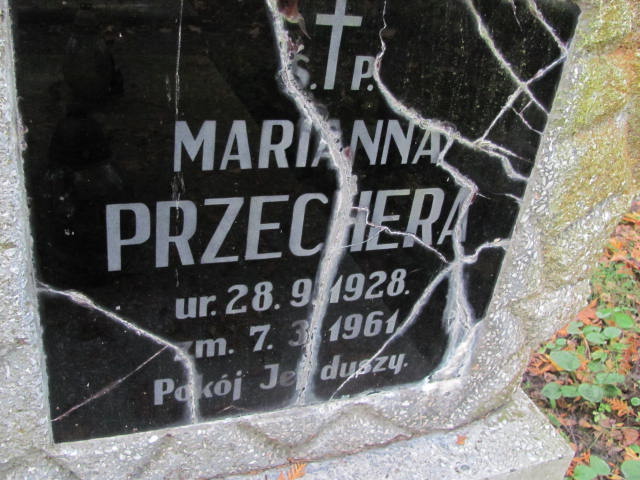 Ś. P.
MARIANNA
PRZECHERA
ur. 28. 9. 1928.
zm. 7. 3. 1961.
Pokój Jej duszy.